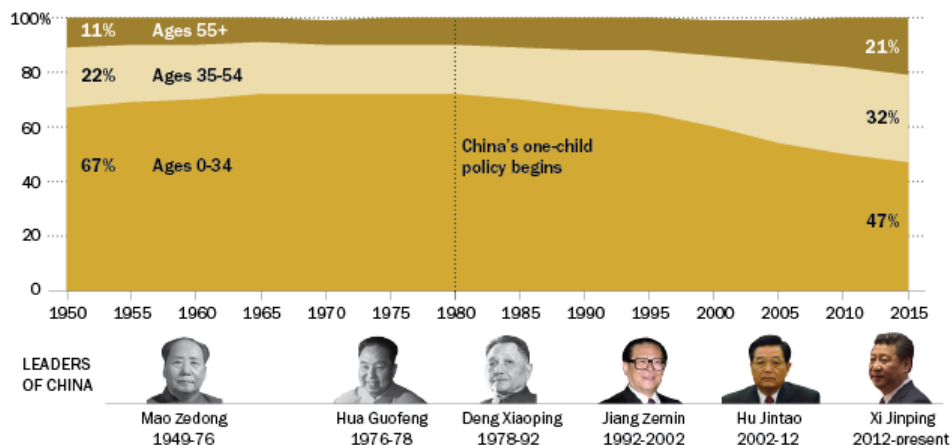 100%
11% Ages 55+
21%
80
22% Ages 35-54
32%
60
China's one-child
policy begins
67% Ages 0-34
40
47%
20
0
1950 1955 1960 1965 1970 1975 1980 1985 1990 1995 2000 2005 2010 2015
LEADERS
OF CHINA
Mao Zedong
1949-76
Hua Guofeng
1976-78
Deng Xiaoping
1978-92
Jiang Zemin
1992-2002
Hu Jintao
2002-12
Xi Jinping
2012-present